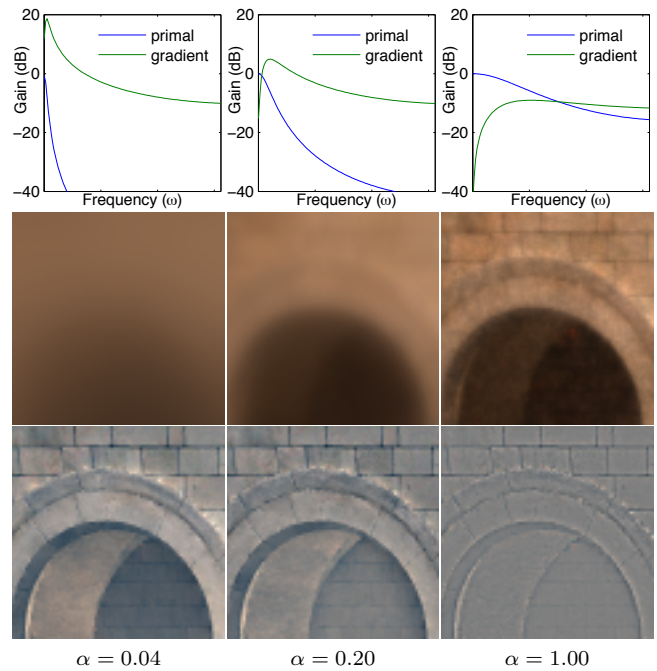 20
0
−20
−40
Gain (dB)
primal
gradient
Frequency (ω)
20
0
−20
−40
Gain (dB)
primal
gradient
Frequency (ω)
20
0
−20
−40
Gain (dB)
primal
gradient
Frequency (ω)
α = 0.04
α = 0.20
α = 1.00